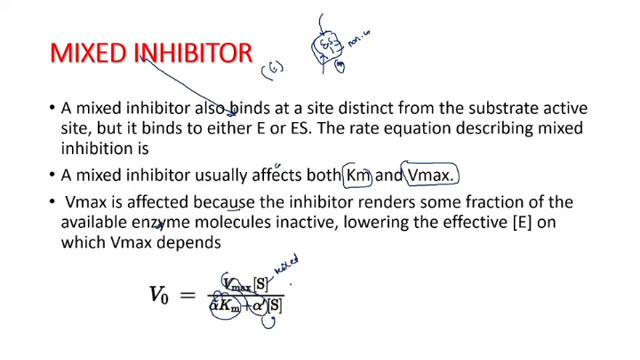 MIXED INHIBITOR
(E)
ES
• A mixed inhibitor also binds at a site distinct from the substrate active
site, but it binds to either E or ES. The rate equation describing mixed
inhibition is
• A mixed inhibitor usually affects both Km and Vmax.
• Vmax is affected because the inhibitor renders some fraction of the
available enzyme molecules inactive, lowering the effective [E] on
which Vmax depends
V₀ = Vmax[S] / αKm + α′[S]